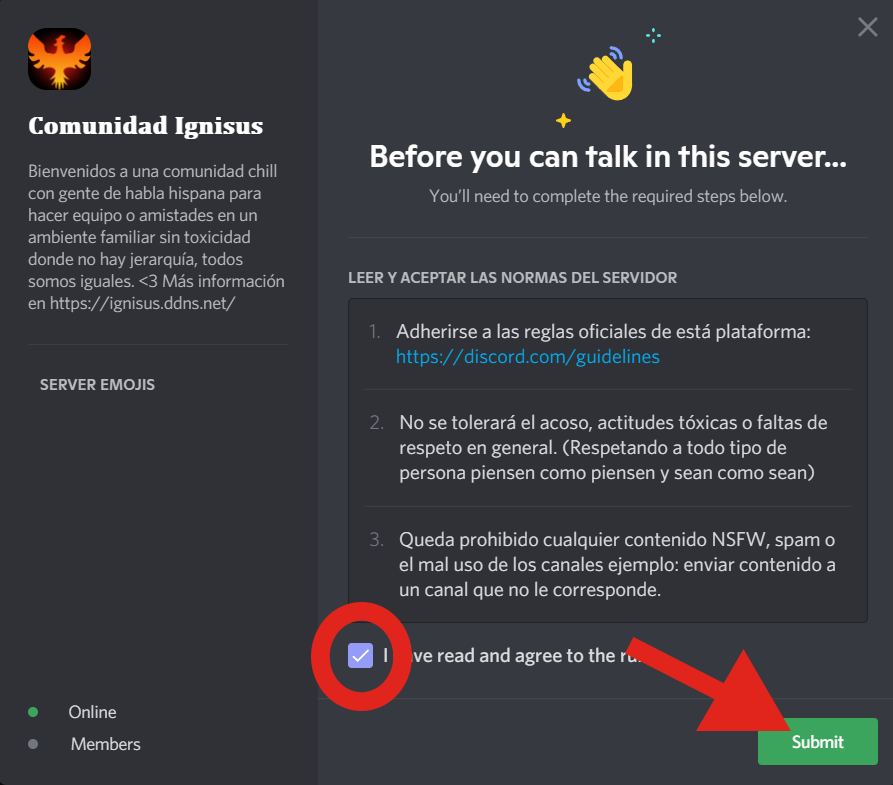 Comunidad Ignisus
Bienvenidos a una comunidad chill
con gente de habla hispana para
hacer equipo o amistades en un
ambiente familiar sin toxicidad
donde no hay jerarquía, todos
somos iguales. <3 Más información
en https://ignisus.ddns.net/
SERVER EMOJIS
Online
Members
Before you can talk in this server...
You'll need to complete the required steps below.
LEER Y ACEPTAR LAS NORMAS DEL SERVIDOR
1. Adherirse a las reglas oficiales de está plataforma:
https://discord.com/guidelines
2. No se tolerará el acoso, actitudes tóxicas o faltas de
respeto en general. (Respetando a todo tipo de
persona piensen como piensen y sean como sean)
3. Queda prohibido cualquier contenido NSFW, spam o
el mal uso de los canales ejemplo: enviar contenido a
un canal que no le corresponde.
I read and agree to the
Submit